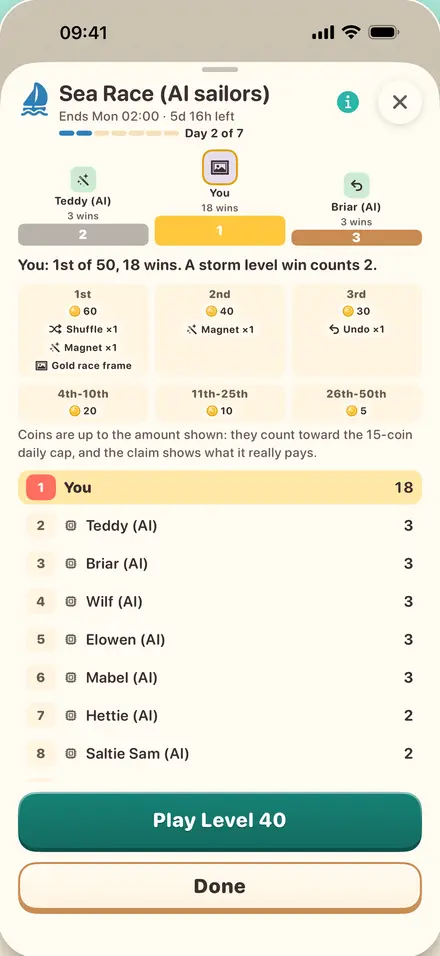 09:41
Sea Race (AI sailors)
Ends Mon 02:00 · 5d 16h left
Day 2 of 7
Teddy (AI)
3 wins
2
You
18 wins
1
Briar (AI)
3 wins
3
You: 1st of 50, 18 wins. A storm level win counts 2.
1st
60
Shuffle ×1
Magnet ×1
Gold race frame
2nd
40
Magnet ×1
3rd
30
Undo ×1
4th-10th
20
11th-25th
10
26th-50th
5
Coins are up to the amount shown: they count toward the 15-coin
daily cap, and the claim shows what it really pays.
1 You 18
2 Teddy (AI) 3
3 Briar (AI) 3
4 Wilf (AI) 3
5 Elowen (AI) 3
6 Mabel (AI) 3
7 Hettie (AI) 2
8 Saltie Sam (AI) 2
Play Level 40
Done